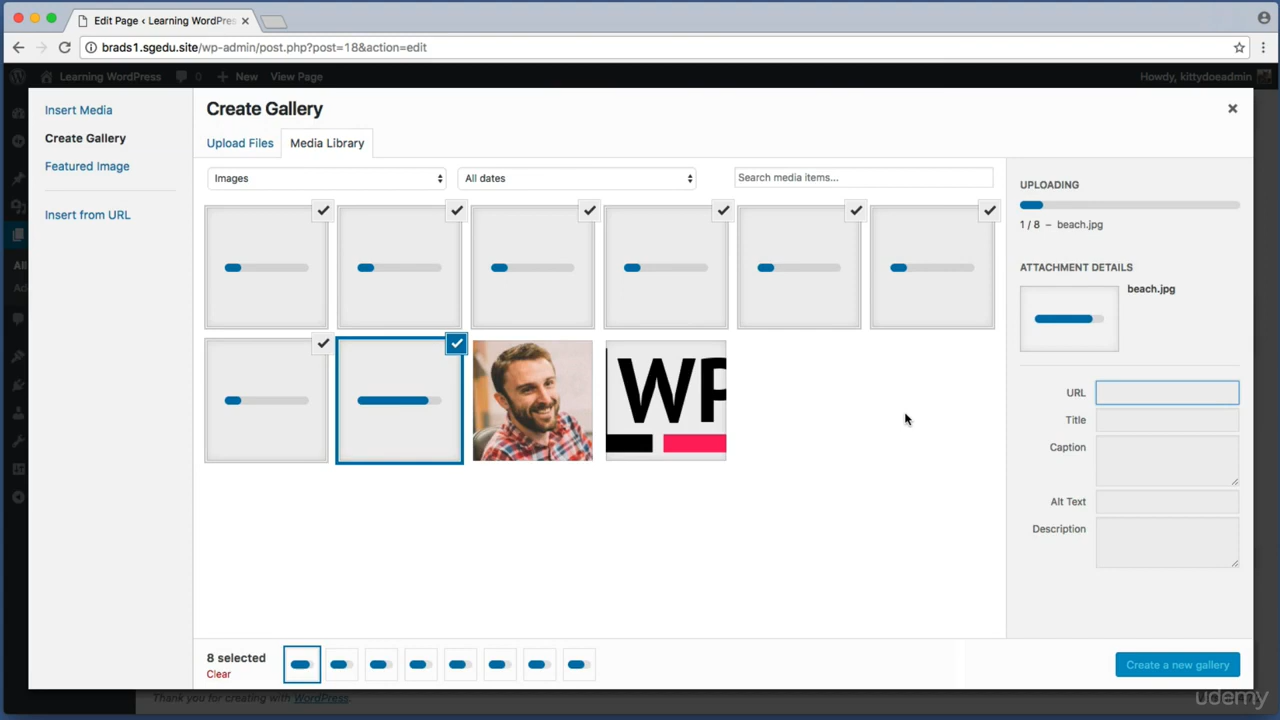 Edit Page ‹ Learning WordPres
brads1.sgedu.site/wp-admin/post.php?post=18&action=edit
Learning WordPress 0 New View Page Howdy, kittydoeadmin
Insert Media
Create Gallery
Featured Image
Insert from URL
Create Gallery
Upload Files Media Library
Images All dates Search media items...
WP
UPLOADING
1 / 8 – beach.jpg
ATTACHMENT DETAILS
beach.jpg
URL
Title
Caption
Alt Text
Description
All
Ad
8 selected
Clear
Create a new gallery
Thank you for creating with WordPress.
udemy